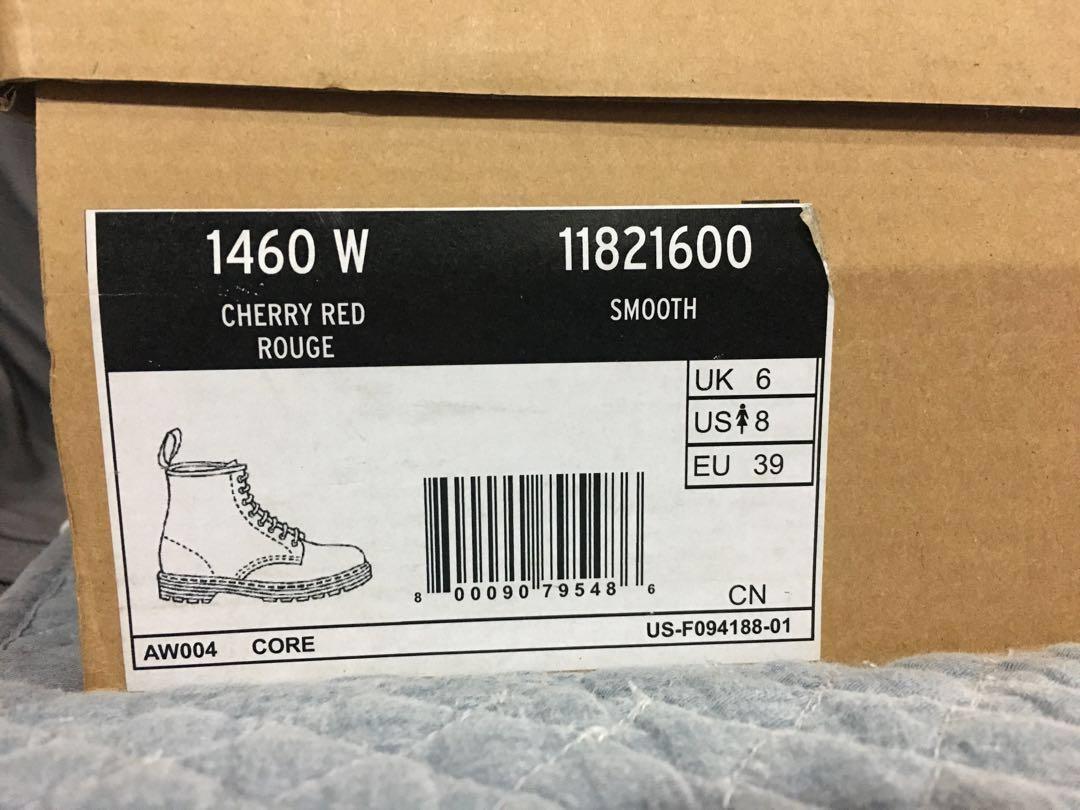 1460 W
11821600
CHERRY RED
ROUGE
SMOOTH
UK 6
US 8
EU 39
8 00090 79548 6
CN
AW004 CORE
US-F094188-01